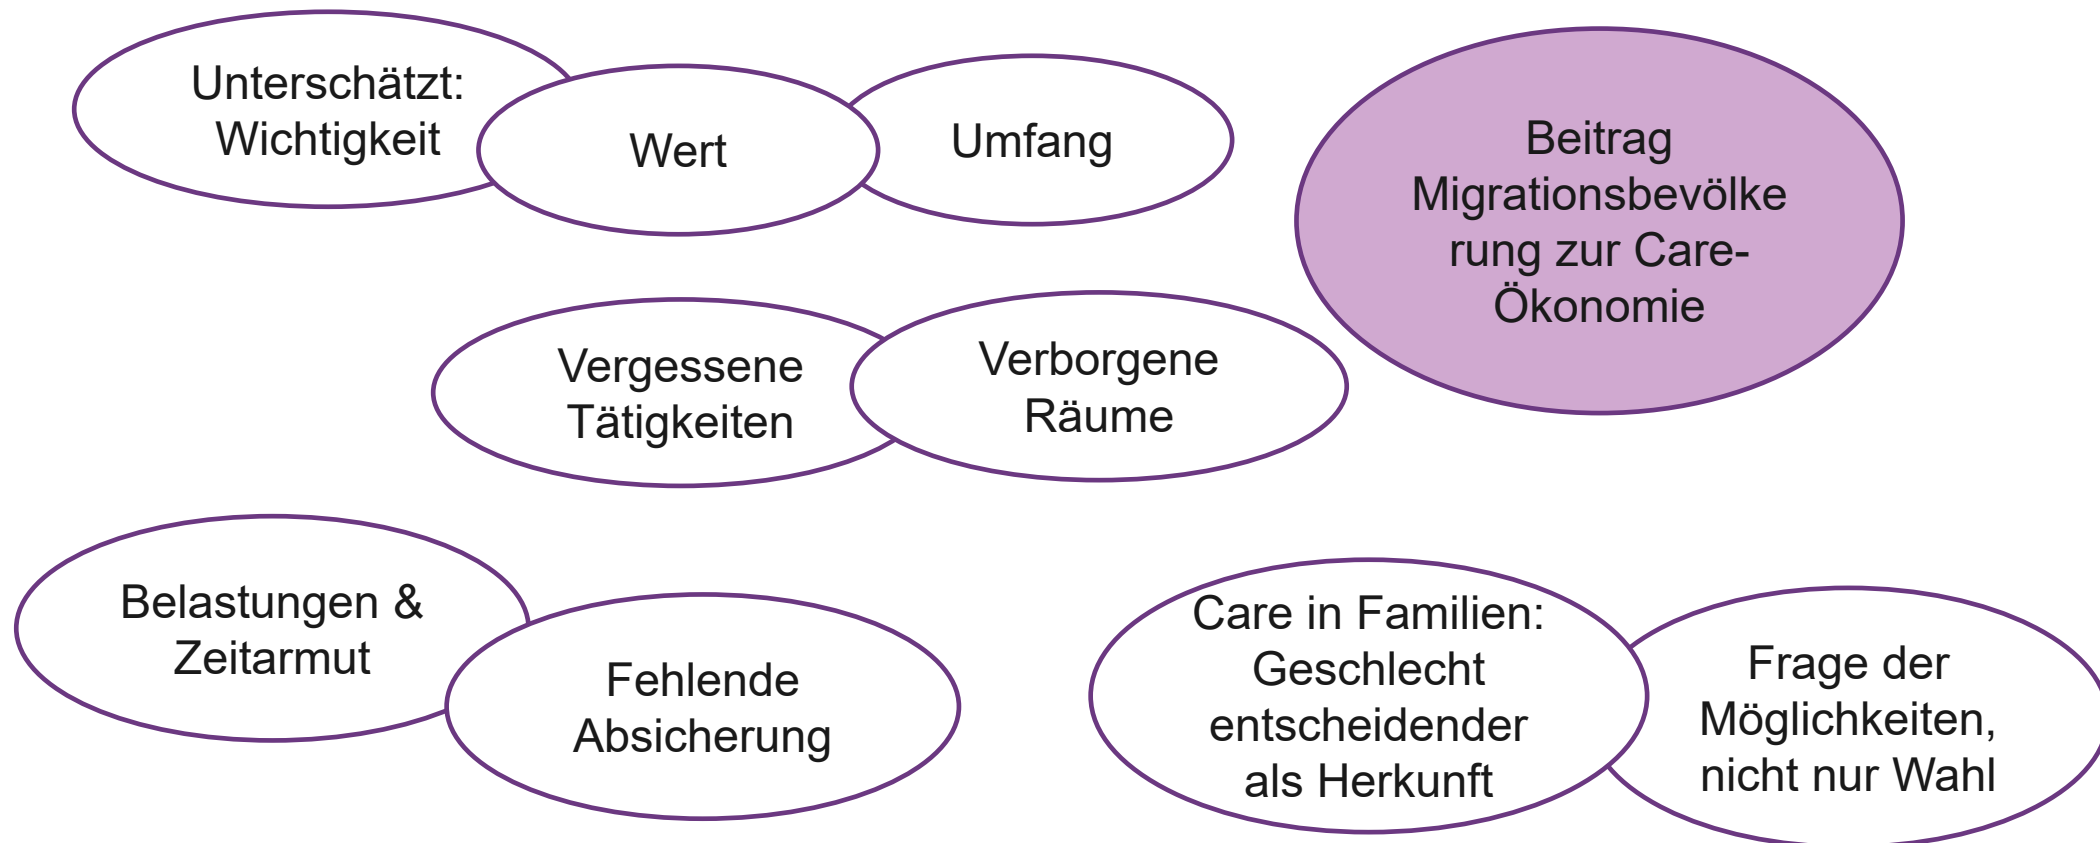 Unterschätzt:
Wichtigkeit
Wert
Umfang
Beitrag
Migrationsbevölke
rung zur Care-
Ökonomie
Vergessene
Tätigkeiten
Verborgene
Räume
Belastungen &
Zeitarmut
Fehlende
Absicherung
Care in Familien:
Geschlecht
entscheidender
als Herkunft
Frage der
Möglichkeiten,
nicht nur Wahl